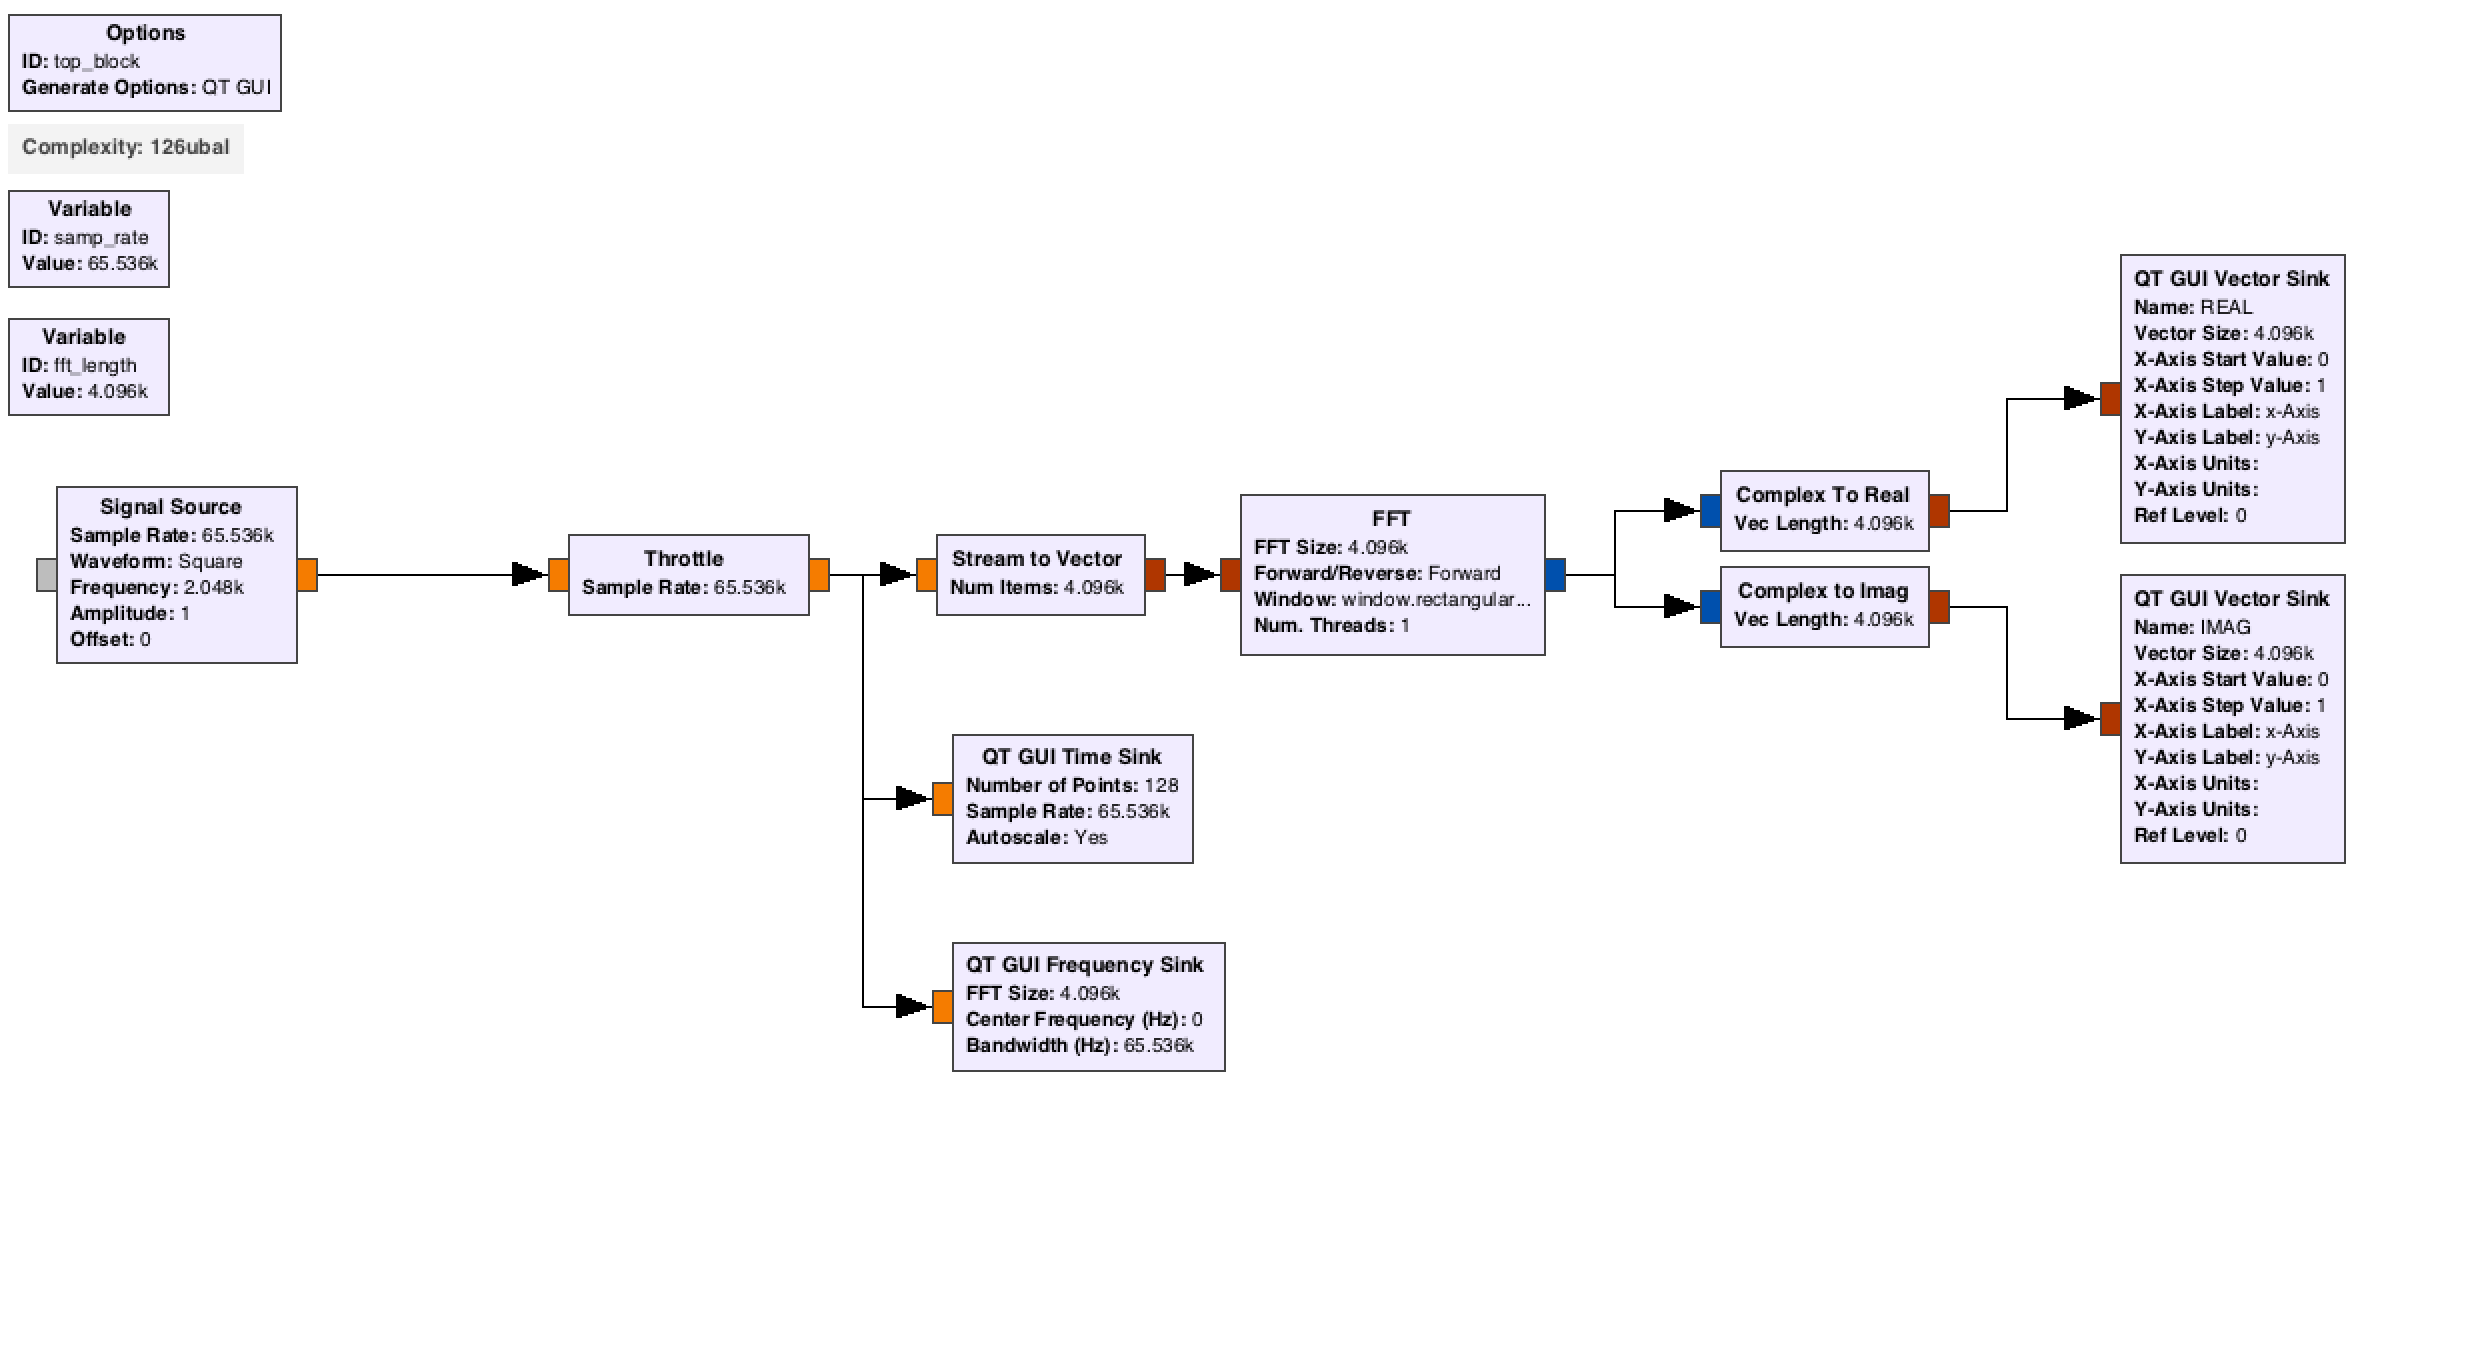 Options
ID: top_block
Generate Options: QT GUI
Complexity: 126ubal
Variable
ID: samp_rate
Value: 65.536k
Variable
ID: fft_length
Value: 4.096k
Signal Source
Sample Rate: 65.536k
Waveform: Square
Frequency: 2.048k
Amplitude: 1
Offset: 0
Throttle
Sample Rate: 65.536k
Stream to Vector
Num Items: 4.096k
FFT
FFT Size: 4.096k
Forward/Reverse: Forward
Window: window.rectangular...
Num. Threads: 1
Complex To Real
Vec Length: 4.096k
Complex to Imag
Vec Length: 4.096k
QT GUI Vector Sink
Name: REAL
Vector Size: 4.096k
X-Axis Start Value: 0
X-Axis Step Value: 1
X-Axis Label: x-Axis
Y-Axis Label: y-Axis
X-Axis Units:
Y-Axis Units:
Ref Level: 0
QT GUI Vector Sink
Name: IMAG
Vector Size: 4.096k
X-Axis Start Value: 0
X-Axis Step Value: 1
X-Axis Label: x-Axis
Y-Axis Label: y-Axis
X-Axis Units:
Y-Axis Units:
Ref Level: 0
QT GUI Time Sink
Number of Points: 128
Sample Rate: 65.536k
Autoscale: Yes
QT GUI Frequency Sink
FFT Size: 4.096k
Center Frequency (Hz): 0
Bandwidth (Hz): 65.536k